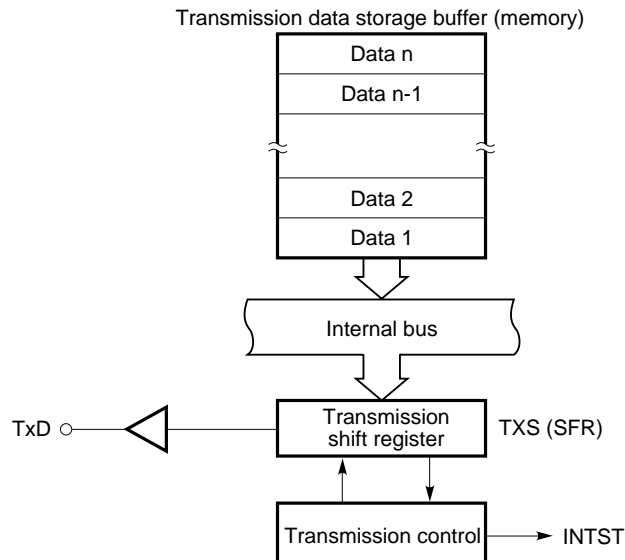 Transmission data storage buffer (memory)
Data n
Data n-1
Data 2
Data 1
Internal bus
TxD
Transmission
shift register
TXS (SFR)
Transmission control
INTST